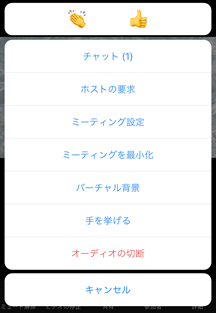 チャット (1)
ホストの要求
ミーティング設定
ミーティングを最小化
バーチャル背景
手を挙げる
オーディオの切断
キャンセル